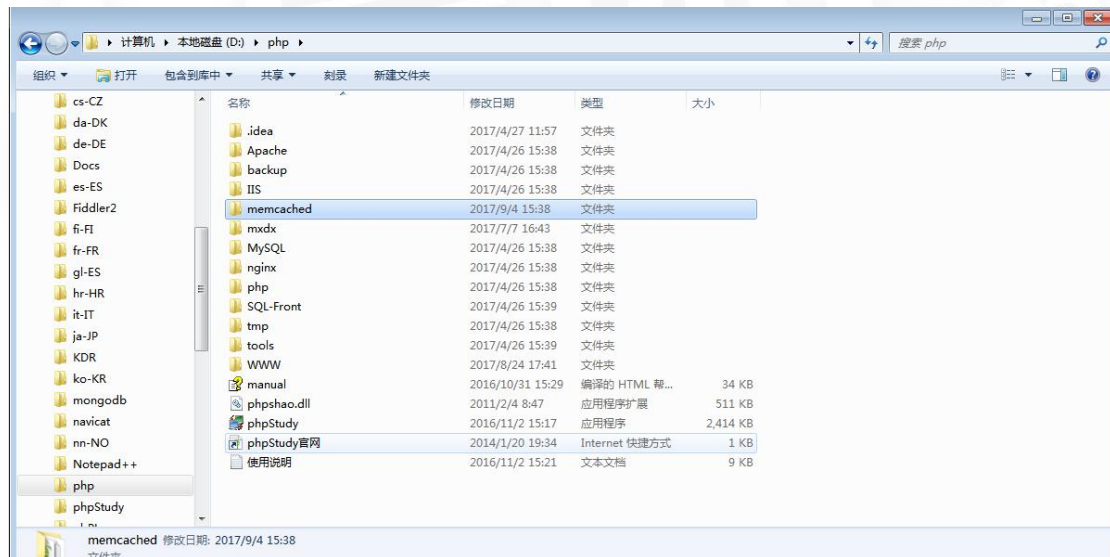 计算机 ▸ 本地磁盘 (D:) ▸ php ▸
搜索 php
组织 打开 包含到库中 共享 刻录 新建文件夹
cs-CZ
da-DK
de-DE
Docs
es-ES
Fiddler2
fi-FI
fr-FR
gl-ES
hr-HR
it-IT
ja-JP
KDR
ko-KR
mongodb
navicat
nn-NO
Notepad++
php
phpStudy
名称 修改日期 类型 大小
.idea 2017/4/27 11:57 文件夹
Apache 2017/4/26 15:38 文件夹
backup 2017/4/26 15:38 文件夹
IIS 2017/4/26 15:38 文件夹
memcached 2017/9/4 15:38 文件夹
mxdx 2017/7/7 16:43 文件夹
MySQL 2017/4/26 15:38 文件夹
nginx 2017/4/26 15:38 文件夹
php 2017/4/26 15:38 文件夹
SQL-Front 2017/4/26 15:39 文件夹
tmp 2017/4/26 15:38 文件夹
tools 2017/4/26 15:39 文件夹
WWW 2017/8/24 17:41 文件夹
manual 2016/10/31 15:29 编译的 HTML 帮... 34 KB
phpshao.dll 2011/2/4 8:47 应用程序扩展 511 KB
phpStudy 2016/11/2 15:17 应用程序 2,414 KB
phpStudy官网 2014/1/20 19:34 Internet 快捷方式 1 KB
使用说明 2016/11/2 15:21 文本文档 9 KB
memcached 修改日期: 2017/9/4 15:38
文件夹